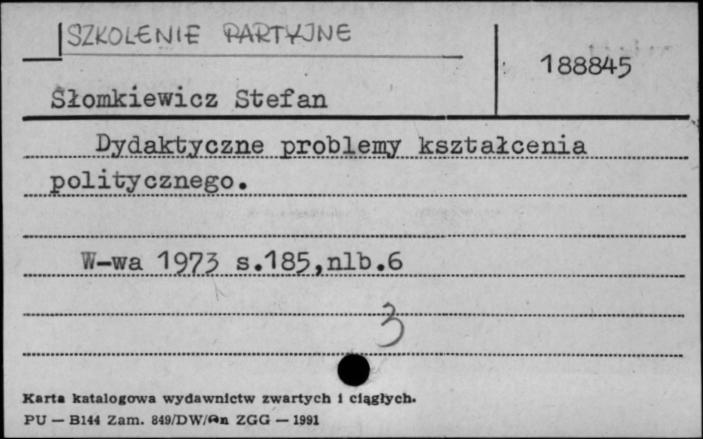 SZKOLENIE PARTYJNE
188845
Słomkiewicz Stefan
Dydaktyczne problemy kształcenia
politycznego.
W-wa 1973 s.185,nlb.6
3
Karta katalogowa wydawnictw zwartych i ciągłych.
PU — B144 Zam. 849/DW/An ZGG — 1991